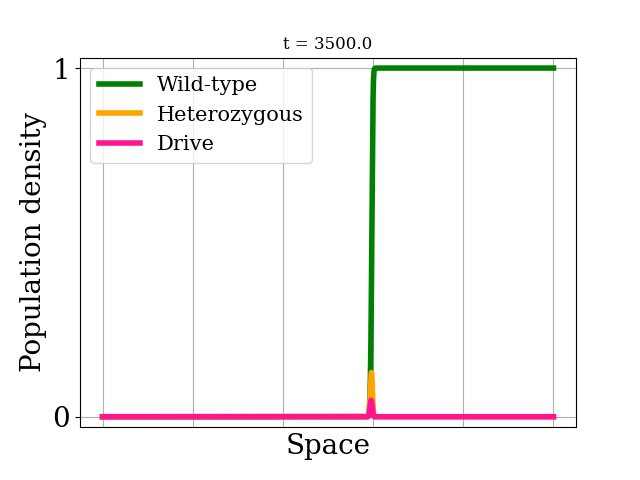 t = 3500.0
1
Wild-type
Heterozygous
Drive
Population density
0
Space